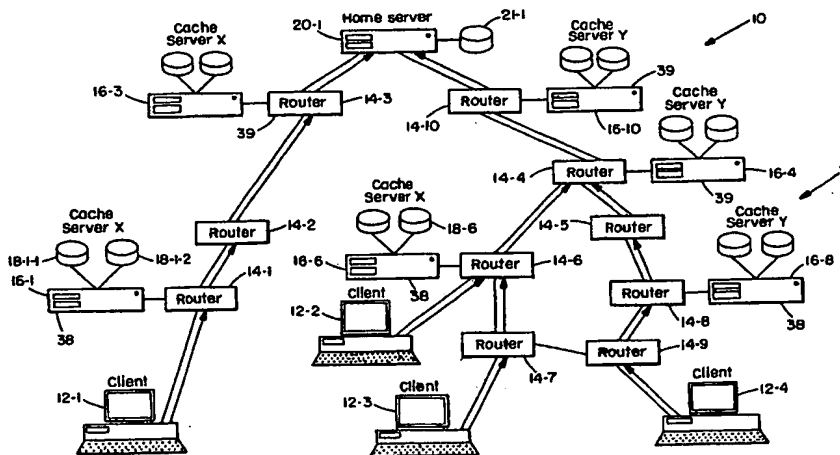 Home server
20-1
21-1
10
Cache
Server X
16-3
Router
39
14-3
Cache
Server Y
39
Router
14-10
16-10
Cache
Server Y
Router
14-4
16-4
39
Cache
Server X
18-1-1
18-1-2
16-1
38
Router
14-2
Router
14-1
Cache
Server X
18-6
16-6
38
Router
14-6
Router
14-5
Cache
Server Y
16-8
Router
14-8
38
Client
12-2
Router
14-7
Router
14-9
Client
12-1
Client
12-3
Client
12-4